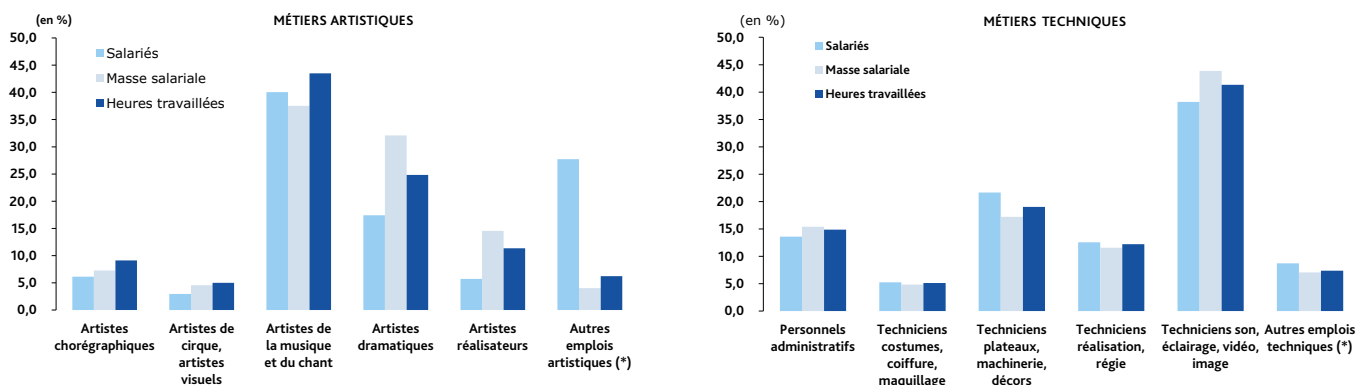 (en %)
MÉTIERS ARTISTIQUES
50,0
45,0
40,0
35,0
30,0
25,0
20,0
15,0
10,0
5,0
0,0
Salariés
Masse salariale
Heures travaillées
Artistes
chorégraphiques
Artistes de
cirque,
artistes
visuels
Artistes de
la musique
et du chant
Artistes
dramatiques
Artistes
réalisateurs
Autres
emplois
artistiques (*)
(en %)
MÉTIERS TECHNIQUES
50,0
45,0
40,0
35,0
30,0
25,0
20,0
15,0
10,0
5,0
0,0
Salariés
Masse salariale
Heures travaillées
Personnels
administratifs
Techniciens
costumes,
coiffure,
maquillage
Techniciens
plateaux,
machinerie,
décors
Techniciens
réalisation,
régie
Techniciens son,
éclairage, vidéo,
image
Autres emplois
techniques (*)